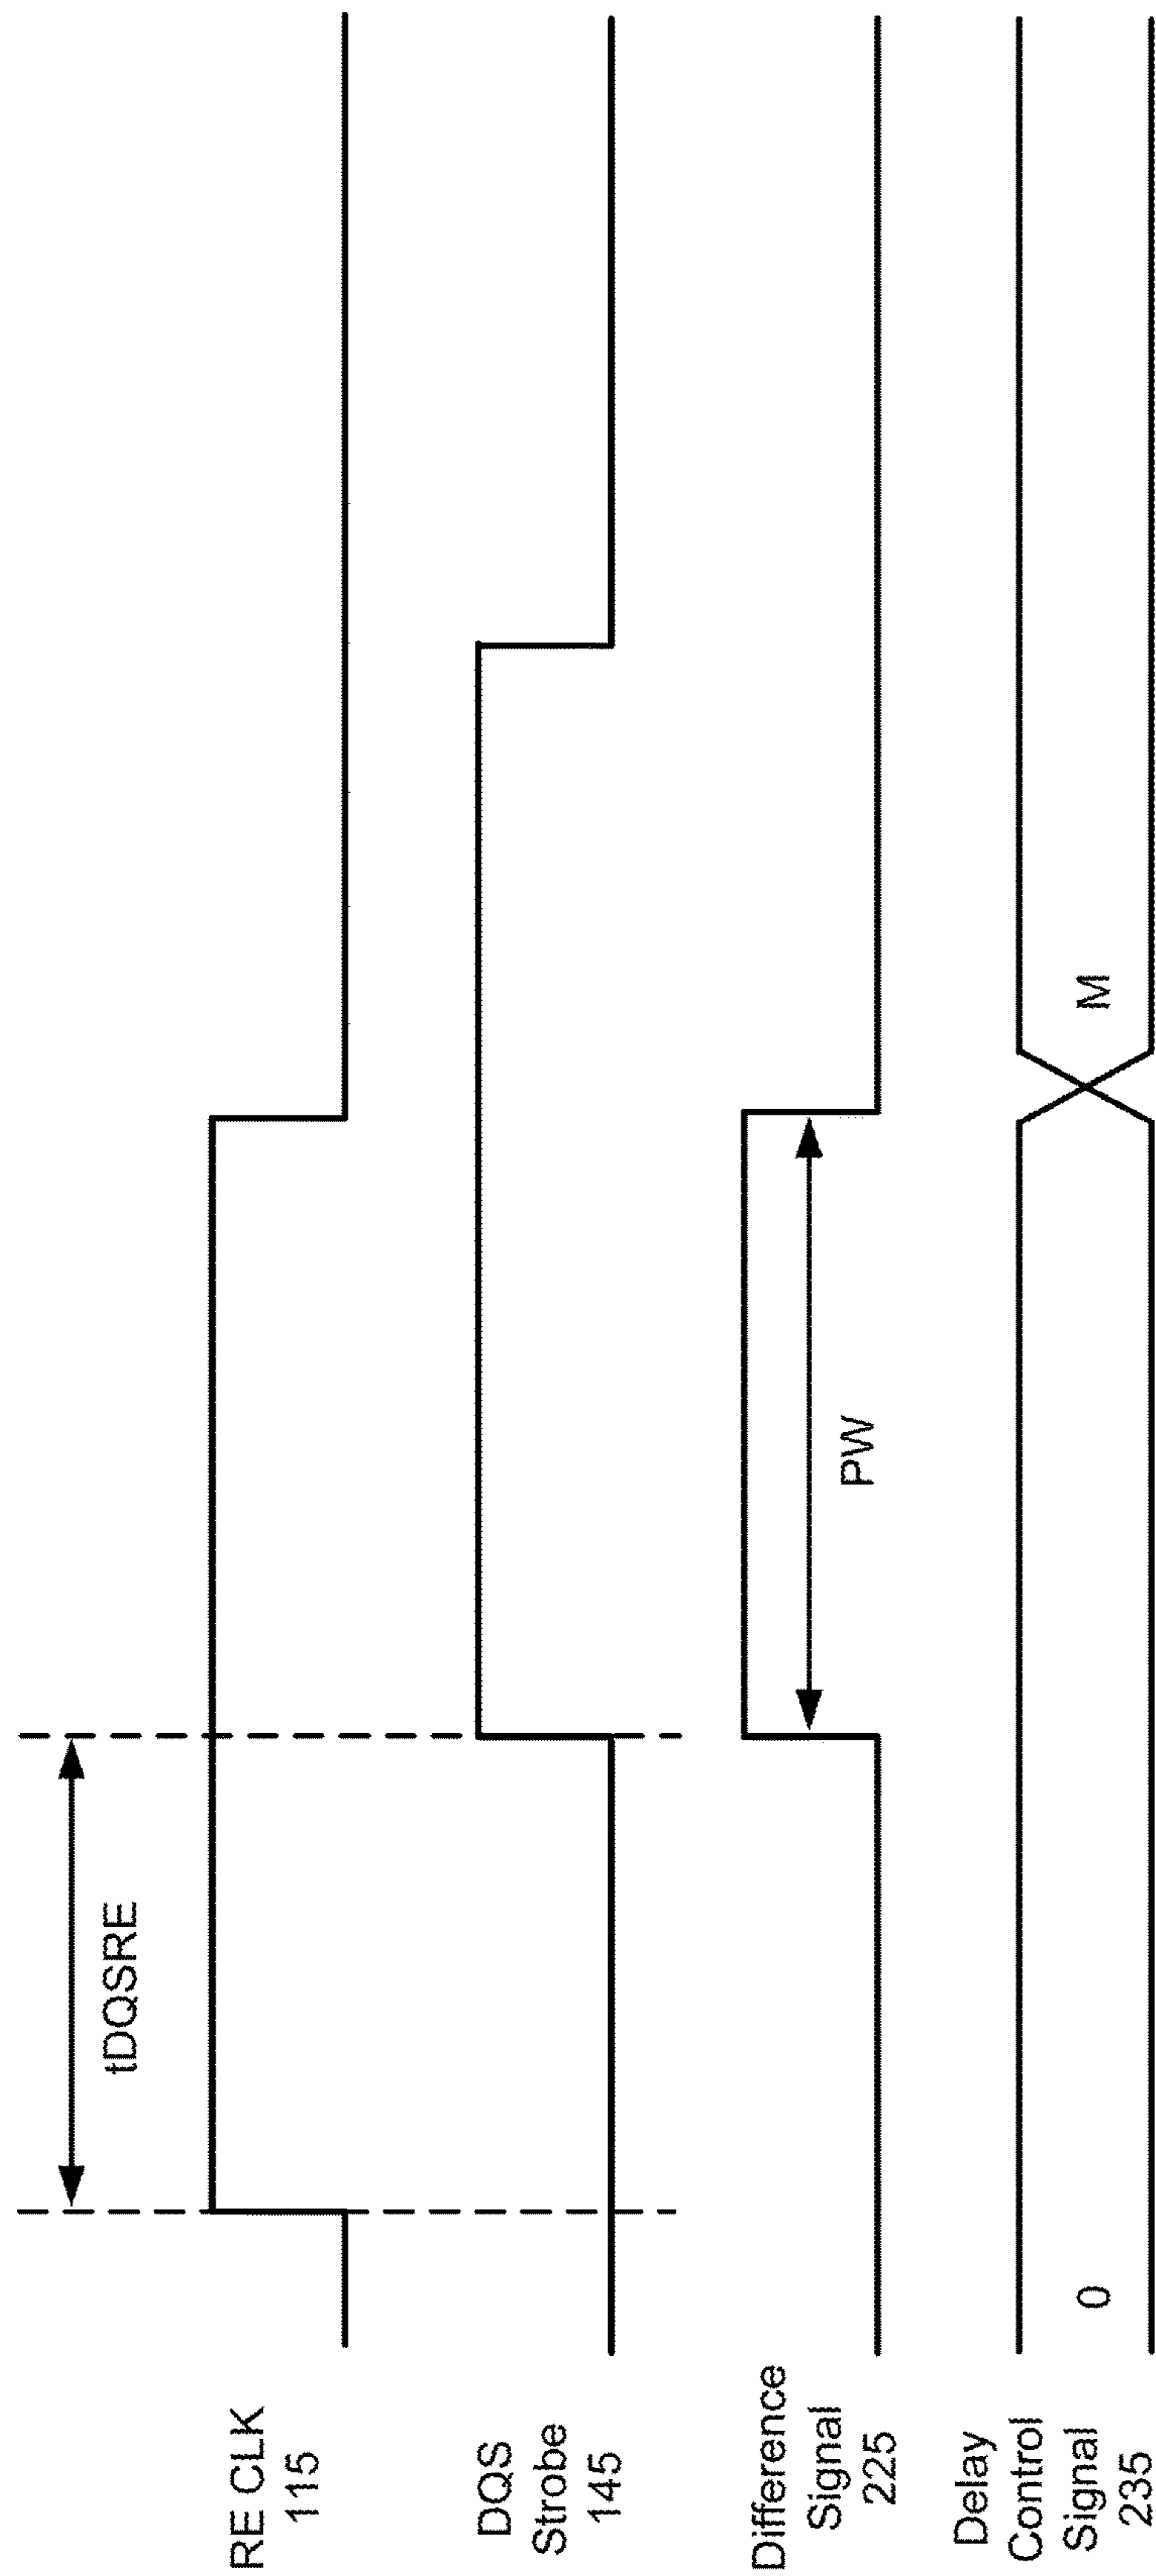 tDQSRE
RE CLK
115
DQS
Strobe
145
Difference
Signal
225
PW
Delay
Control
Signal
235
0
M